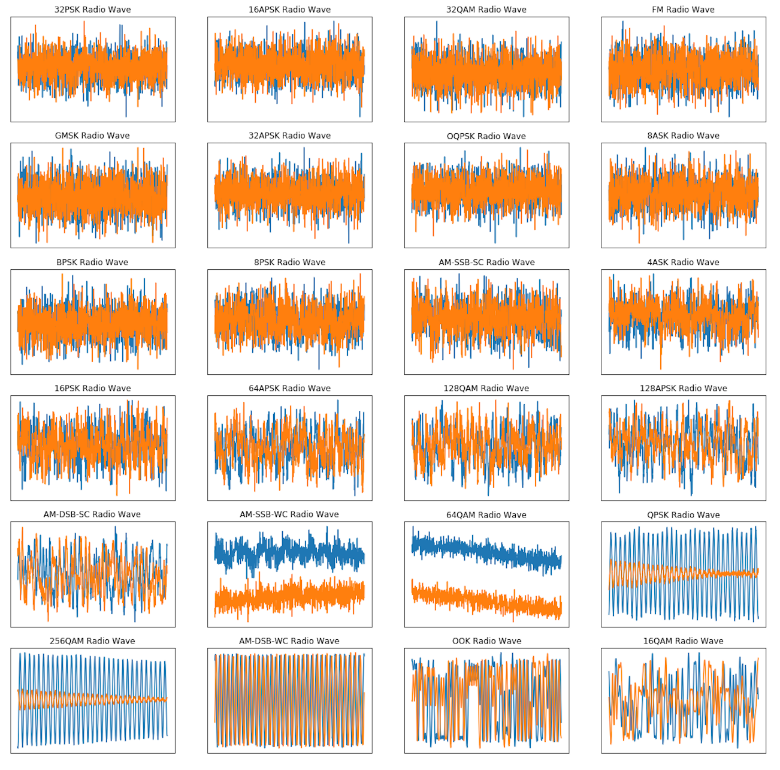 32PSK Radio Wave
16APSK Radio Wave
32QAM Radio Wave
FM Radio Wave
GMSK Radio Wave
32APSK Radio Wave
OQPSK Radio Wave
8ASK Radio Wave
BPSK Radio Wave
8PSK Radio Wave
AM-SSB-SC Radio Wave
4ASK Radio Wave
16PSK Radio Wave
64APSK Radio Wave
128QAM Radio Wave
128APSK Radio Wave
AM-DSB-SC Radio Wave
AM-SSB-WC Radio Wave
64QAM Radio Wave
QPSK Radio Wave
256QAM Radio Wave
AM-DSB-WC Radio Wave
OOK Radio Wave
16QAM Radio Wave